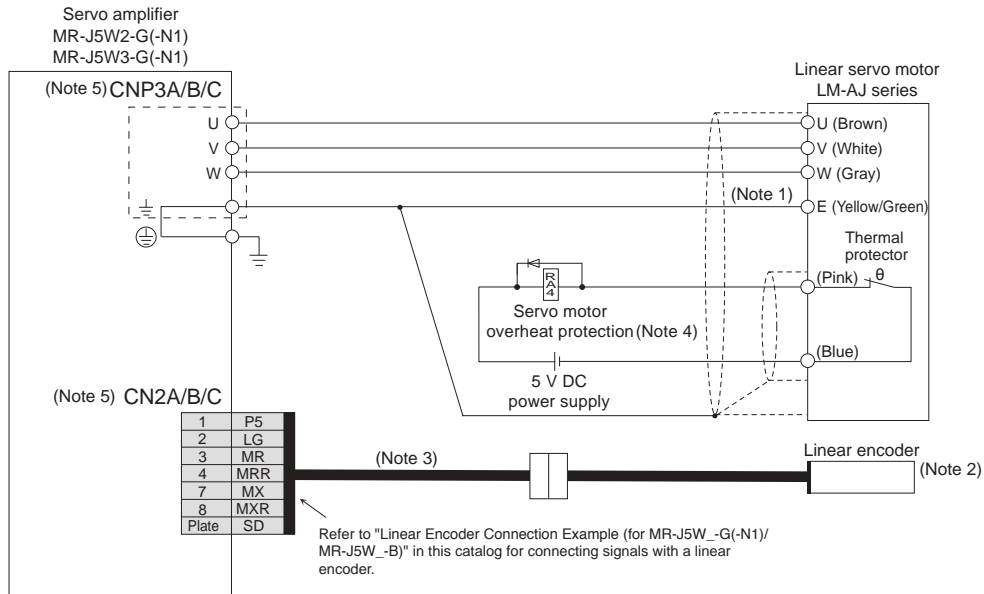 Servo amplifier
MR-J5W2-G(-N1)
MR-J5W3-G(-N1)
(Note 5) CNP3A/B/C
U
V
W
Linear servo motor
LM-AJ series
U (Brown)
V (White)
W (Gray)
(Note 1)
E (Yellow/Green)
Thermal
protector
(Pink)
θ
RA4
Servo motor
overheat protection (Note 4)
(Blue)
5 V DC
power supply
(Note 5) CN2A/B/C
1 P5
2 LG
3 MR
4 MRR
7 MX
8 MXR
Plate SD
(Note 3)
Linear encoder
(Note 2)
Refer to "Linear Encoder Connection Example (for MR-J5W_-G(-N1)/
MR-J5W_-B)" in this catalog for connecting signals with a linear
encoder.